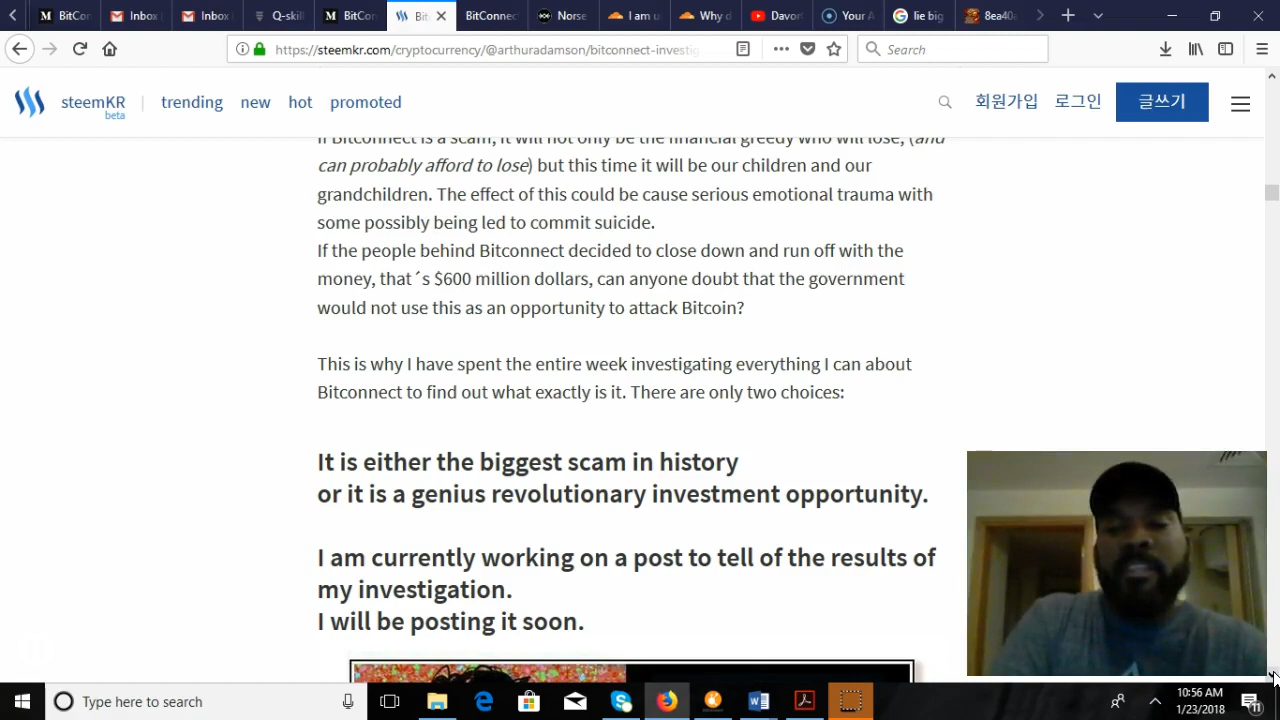 BitCor
Inbox
Inbox
Q-skil
BitCon
Bit
BitConnec
Norse
I am u
Why d
Davor
Your A
lie big
8ea40a
https://steemkr.com/cryptocurrency/@arthuradamson/bitconnect-investig
Search
steemKR
beta
trending
new
hot
promoted
회원가입
로그인
글쓰기
If Bitconnect is a scam, it will not only be the financial greedy who will lose, (and
can probably afford to lose) but this time it will be our children and our
grandchildren. The effect of this could be cause serious emotional trauma with
some possibly being led to commit suicide.
If the people behind Bitconnect decided to close down and run off with the
money, that´s $600 million dollars, can anyone doubt that the government
would not use this as an opportunity to attack Bitcoin?
This is why I have spent the entire week investigating everything I can about
Bitconnect to find out what exactly is it. There are only two choices:
It is either the biggest scam in history
or it is a genius revolutionary investment opportunity.
I am currently working on a post to tell of the results of
my investigation.
I will be posting it soon.
Type here to search
10:56 AM
1/23/2018
11